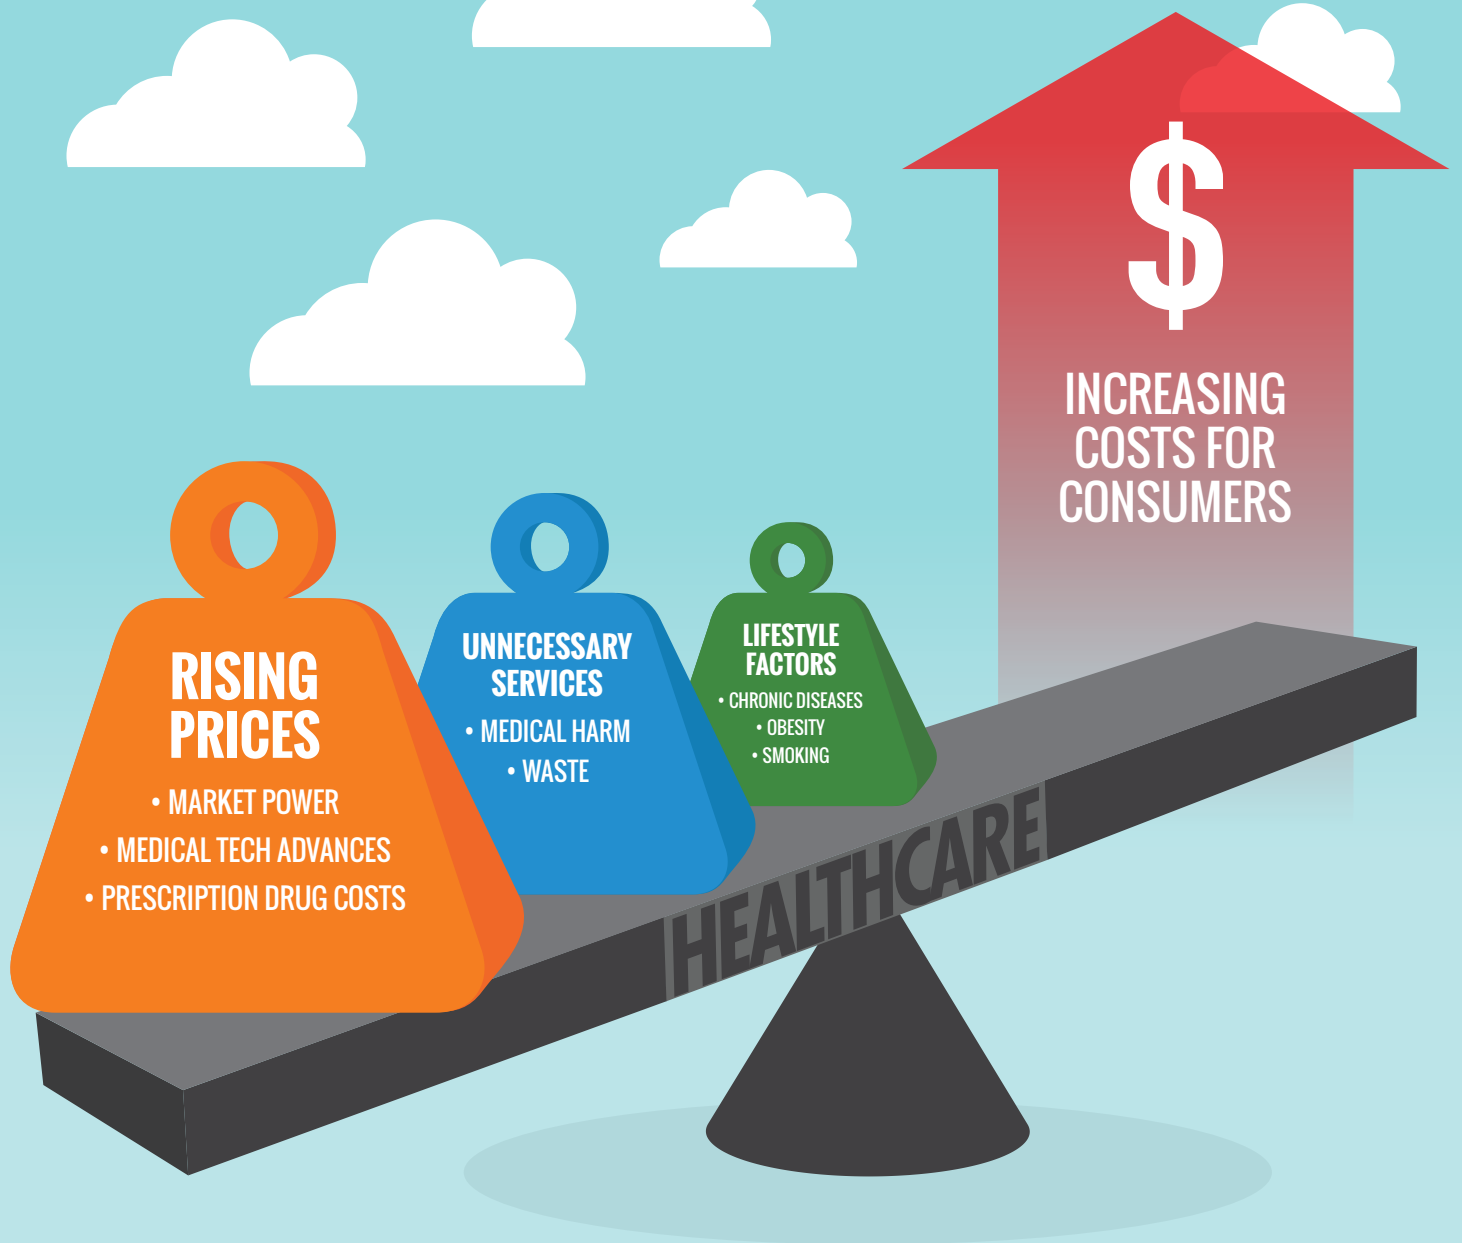 $
INCREASING
COSTS FOR
CONSUMERS
RISING
PRICES
• MARKET POWER
• MEDICAL TECH ADVANCES
• PRESCRIPTION DRUG COSTS
UNNECESSARY
SERVICES
• MEDICAL HARM
• WASTE
LIFESTYLE
FACTORS
• CHRONIC DISEASES
• OBESITY
• SMOKING
HEALTHCARE